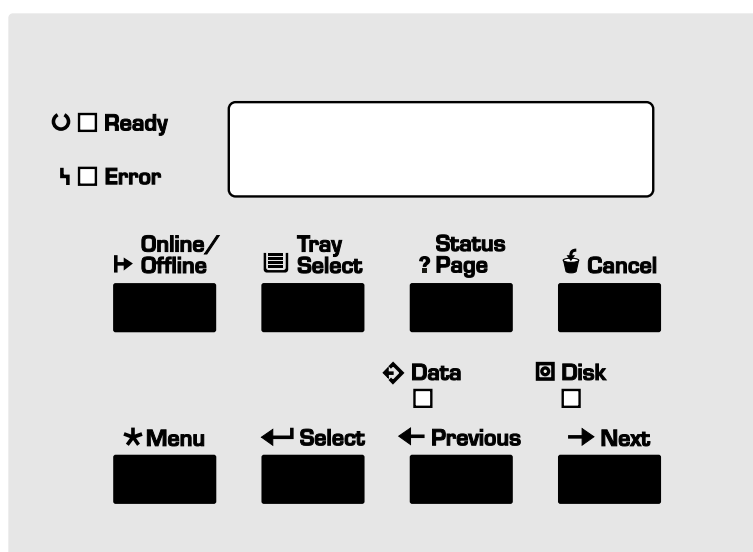 Ready
Error
Online/
Offline
Tray
Select
Status
? Page
Cancel
Data
Disk
* Menu
Select
Previous
Next